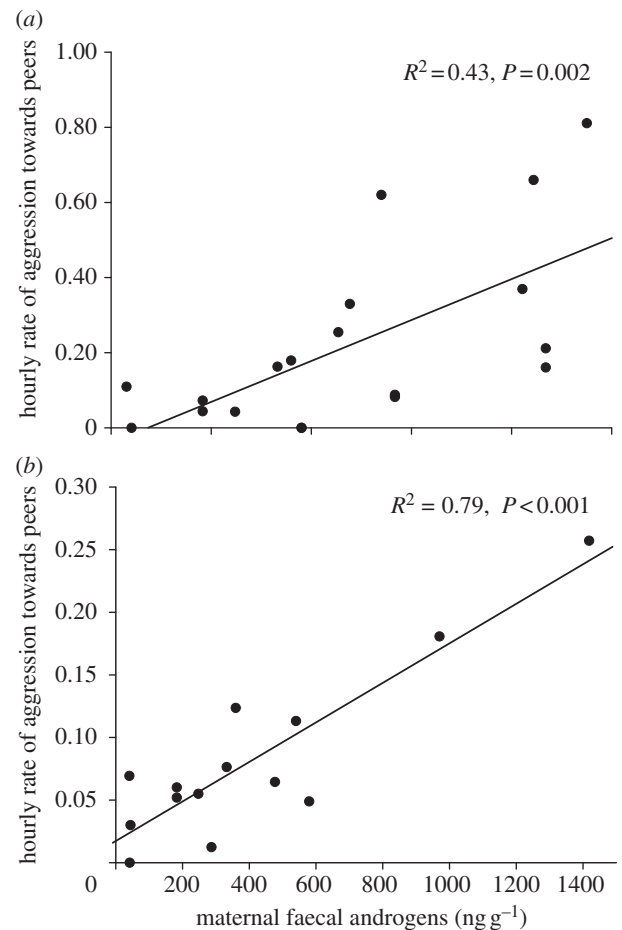 (a)
1.00
0.80
0.60
0.40
0.20
0
hourly rate of aggression towards peers
R² = 0.43, P = 0.002
(b)
0.30
0.25
0.20
0.15
0.10
0.05
hourly rate of aggression towards peers
R² = 0.79, P < 0.001
0 200 400 600 800 1000 1200 1400
maternal faecal androgens (ng g⁻¹)